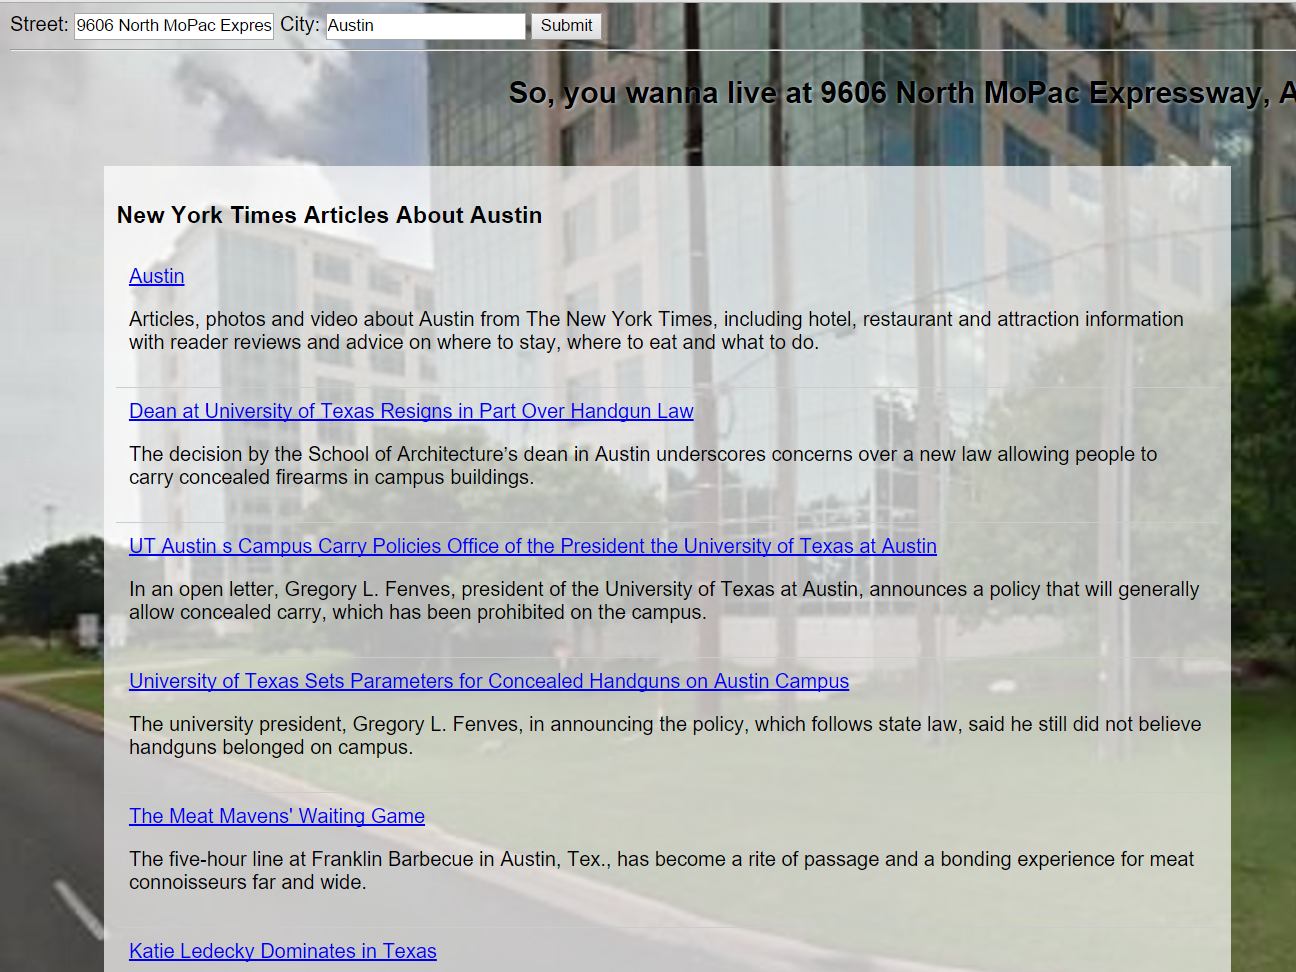 Street: 9606 North MoPac Expres City: Austin Submit
So, you wanna live at 9606 North MoPac Expressway, A
New York Times Articles About Austin
Austin
Articles, photos and video about Austin from The New York Times, including hotel, restaurant and attraction information
with reader reviews and advice on where to stay, where to eat and what to do.
Dean at University of Texas Resigns in Part Over Handgun Law
The decision by the School of Architecture's dean in Austin underscores concerns over a new law allowing people to
carry concealed firearms in campus buildings.
UT Austin s Campus Carry Policies Office of the President the University of Texas at Austin
In an open letter, Gregory L. Fenves, president of the University of Texas at Austin, announces a policy that will generally
allow concealed carry, which has been prohibited on the campus.
University of Texas Sets Parameters for Concealed Handguns on Austin Campus
The university president, Gregory L. Fenves, in announcing the policy, which follows state law, said he still did not believe
handguns belonged on campus.
The Meat Mavens' Waiting Game
The five-hour line at Franklin Barbecue in Austin, Tex., has become a rite of passage and a bonding experience for meat
connoisseurs far and wide.
Katie Ledecky Dominates in Texas